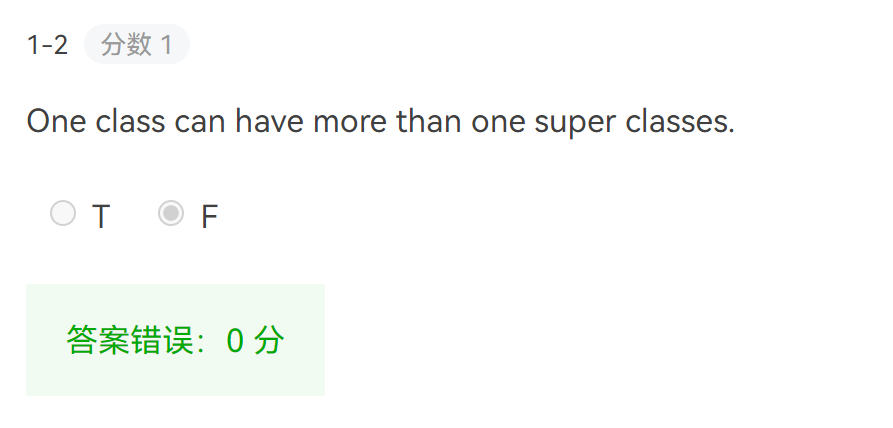 1-2 分数 1
One class can have more than one super classes.
T F
答案错误：0 分